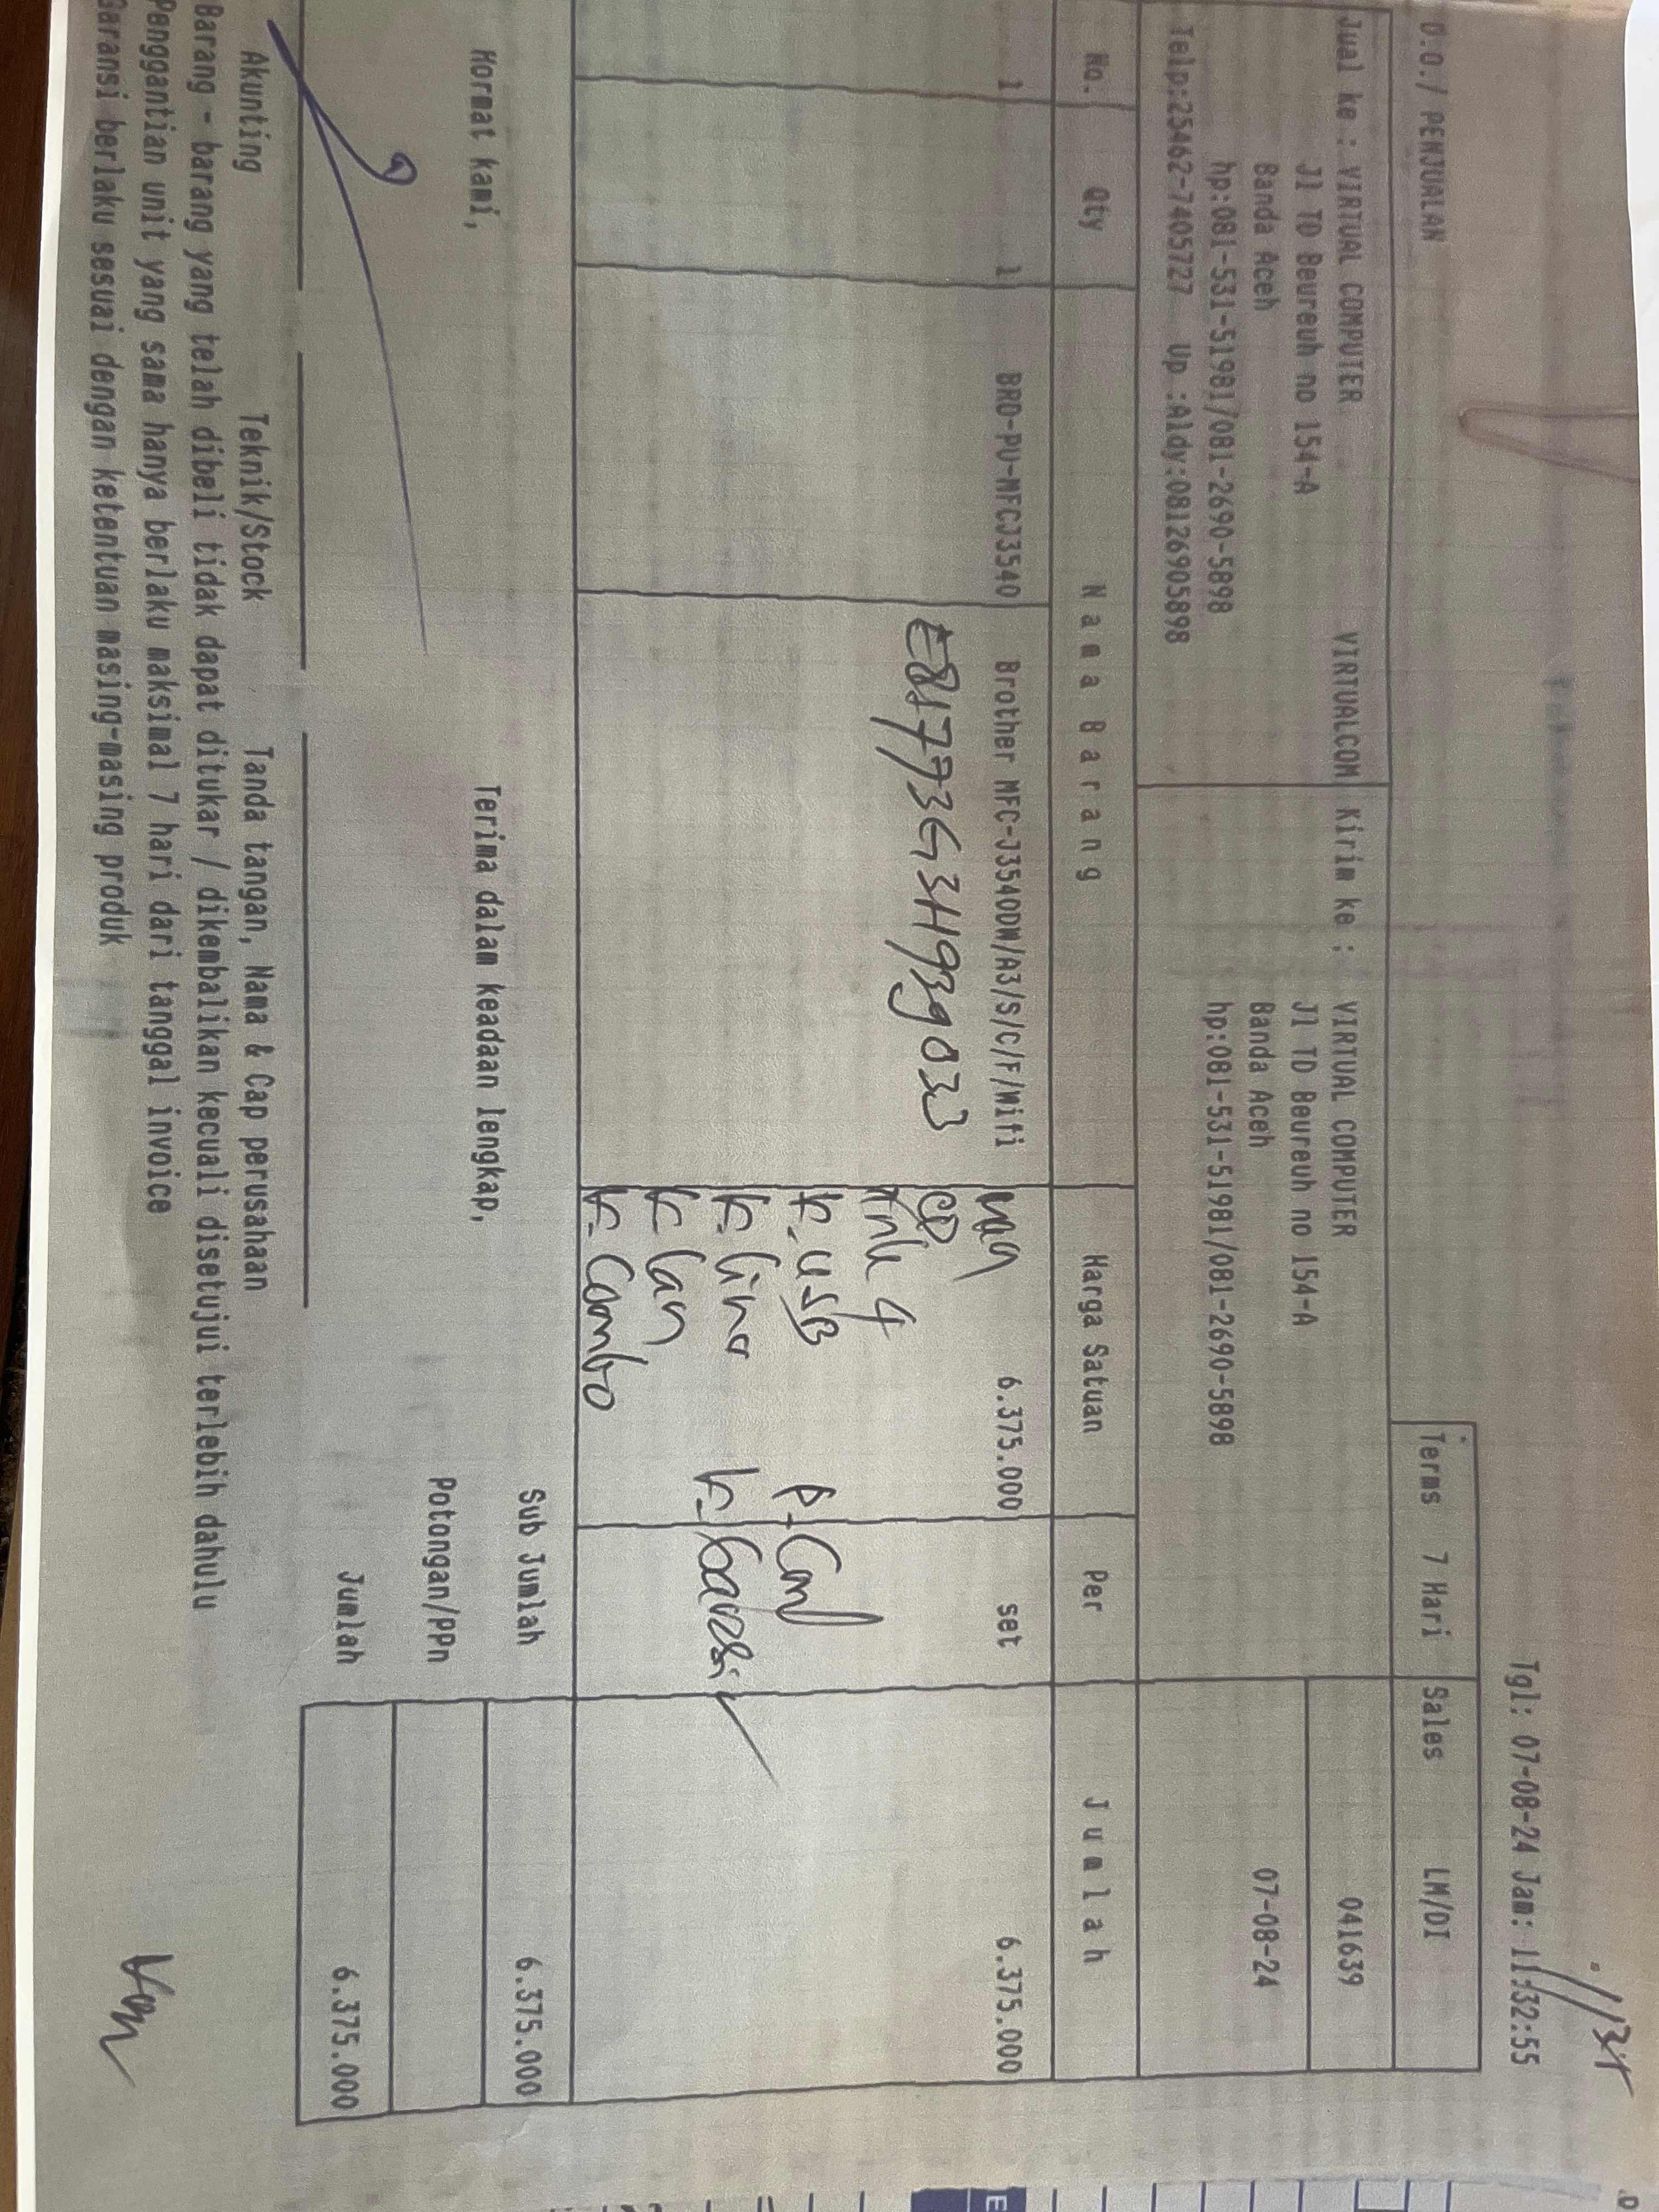 Tgl: 07-08-24 Jam: 11:32:55
D.O./ PENJUALAN
Terms 7 Hari Sales LM/DI
Jual ke : VIRTUAL COMPUTER VIRTUALCOM Kirim ke : VIRTUAL COMPUTER 041639
Jl TD Beureuh no 154-A Jl TD Beureuh no 154-A
Banda Aceh Banda Aceh 07-08-24
hp:081-531-51981/081-2690-5898 hp:081-531-51981/081-2690-5898
Telp:25462-7405727 Up :Aldy:08126905898
No. Qty Nama Barang Harga Satuan Per Jumlah
1 1 BRO-PU-MFCJ3540 Brother MFC-J3540DW/A3/S/C/F/Wifi 6.375.000 set 6.375.000
E81773G3H939033
CD
Tnk 4
K. USB
K. Line K. Garansi
K. Lan
K. Combo
Sub Jumlah 6.375.000
Hormat kami, Terima dalam keadaan lengkap,
Potongan/PPn
Jumlah 6.375.000
Akunting Teknik/Stock Tanda tangan, Nama & Cap perusahaan
Barang - barang yang telah dibeli tidak dapat ditukar / dikembalikan kecuali disetujui terlebih dahulu
Penggantian unit yang sama hanya berlaku maksimal 7 hari dari tanggal invoice
Garansi berlaku sesuai dengan ketentuan masing-masing produk